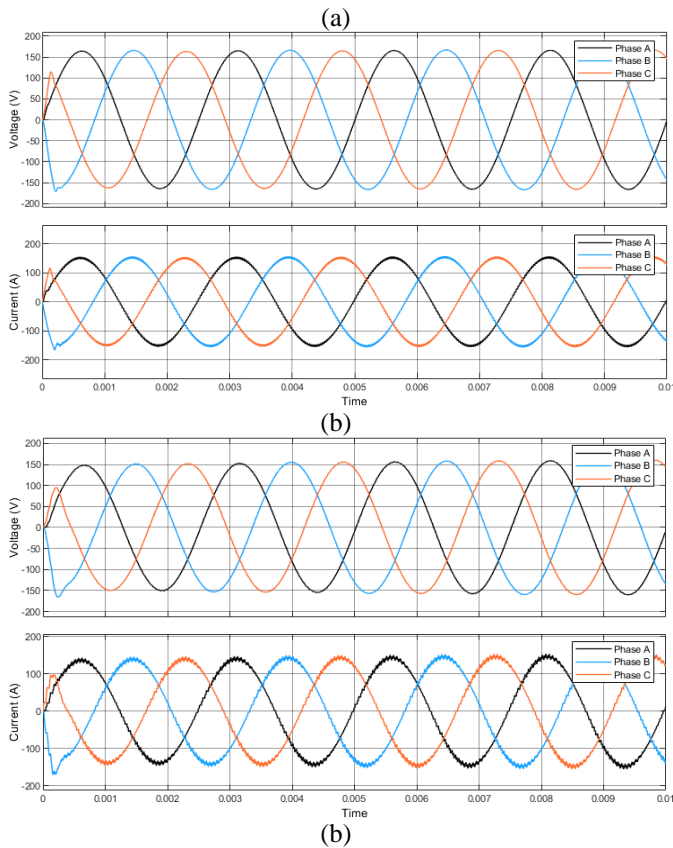 (a)
200
150
100
50
0
-50
-100
-150
-200
Voltage (V)
Phase A
Phase B
Phase C
200
100
0
-100
-200
Current (A)
Phase A
Phase B
Phase C
0 0.001 0.002 0.003 0.004 0.005 0.006 0.007 0.008 0.009 0.01
Time
(b)
200
150
100
50
0
-50
-100
-150
-200
Voltage (V)
Phase A
Phase B
Phase C
200
100
0
-100
-200
Current (A)
Phase A
Phase B
Phase C
0 0.001 0.002 0.003 0.004 0.005 0.006 0.007 0.008 0.009 0.01
Time
(b)